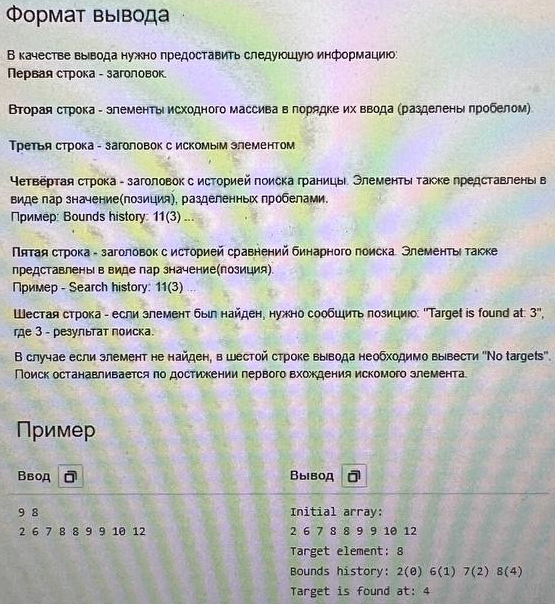 Формат вывода
В качестве вывода нужно предоставить следующую информацию:
Первая строка - заголовок.
Вторая строка - элементы исходного массива в порядке их ввода (разделены пробелом).
Третья строка - заголовок с искомым элементом
Четвёртая строка - заголовок с историей поиска границы. Элементы также представлены в
виде пар значение(позиция), разделенных пробелами.
Пример: Bounds history: 11(3) ...
Пятая строка - заголовок с историей сравнений бинарного поиска. Элементы также
представлены в виде пар значение(позиция).
Пример - Search history: 11(3) ...
Шестая строка - если элемент был найден, нужно сообщить позицию: "Target is found at: 3",
где 3 - результат поиска.
В случае если элемент не найден, в шестой строке вывода необходимо вывести "No targets".
Поиск останавливается по достижении первого вхождения искомого элемента.
Пример
Ввод
Вывод
9 8
2 6 7 8 8 9 9 10 12
Initial array:
2 6 7 8 8 9 9 10 12
Target element: 8
Bounds history: 2(0) 6(1) 7(2) 8(4)
Target is found at: 4